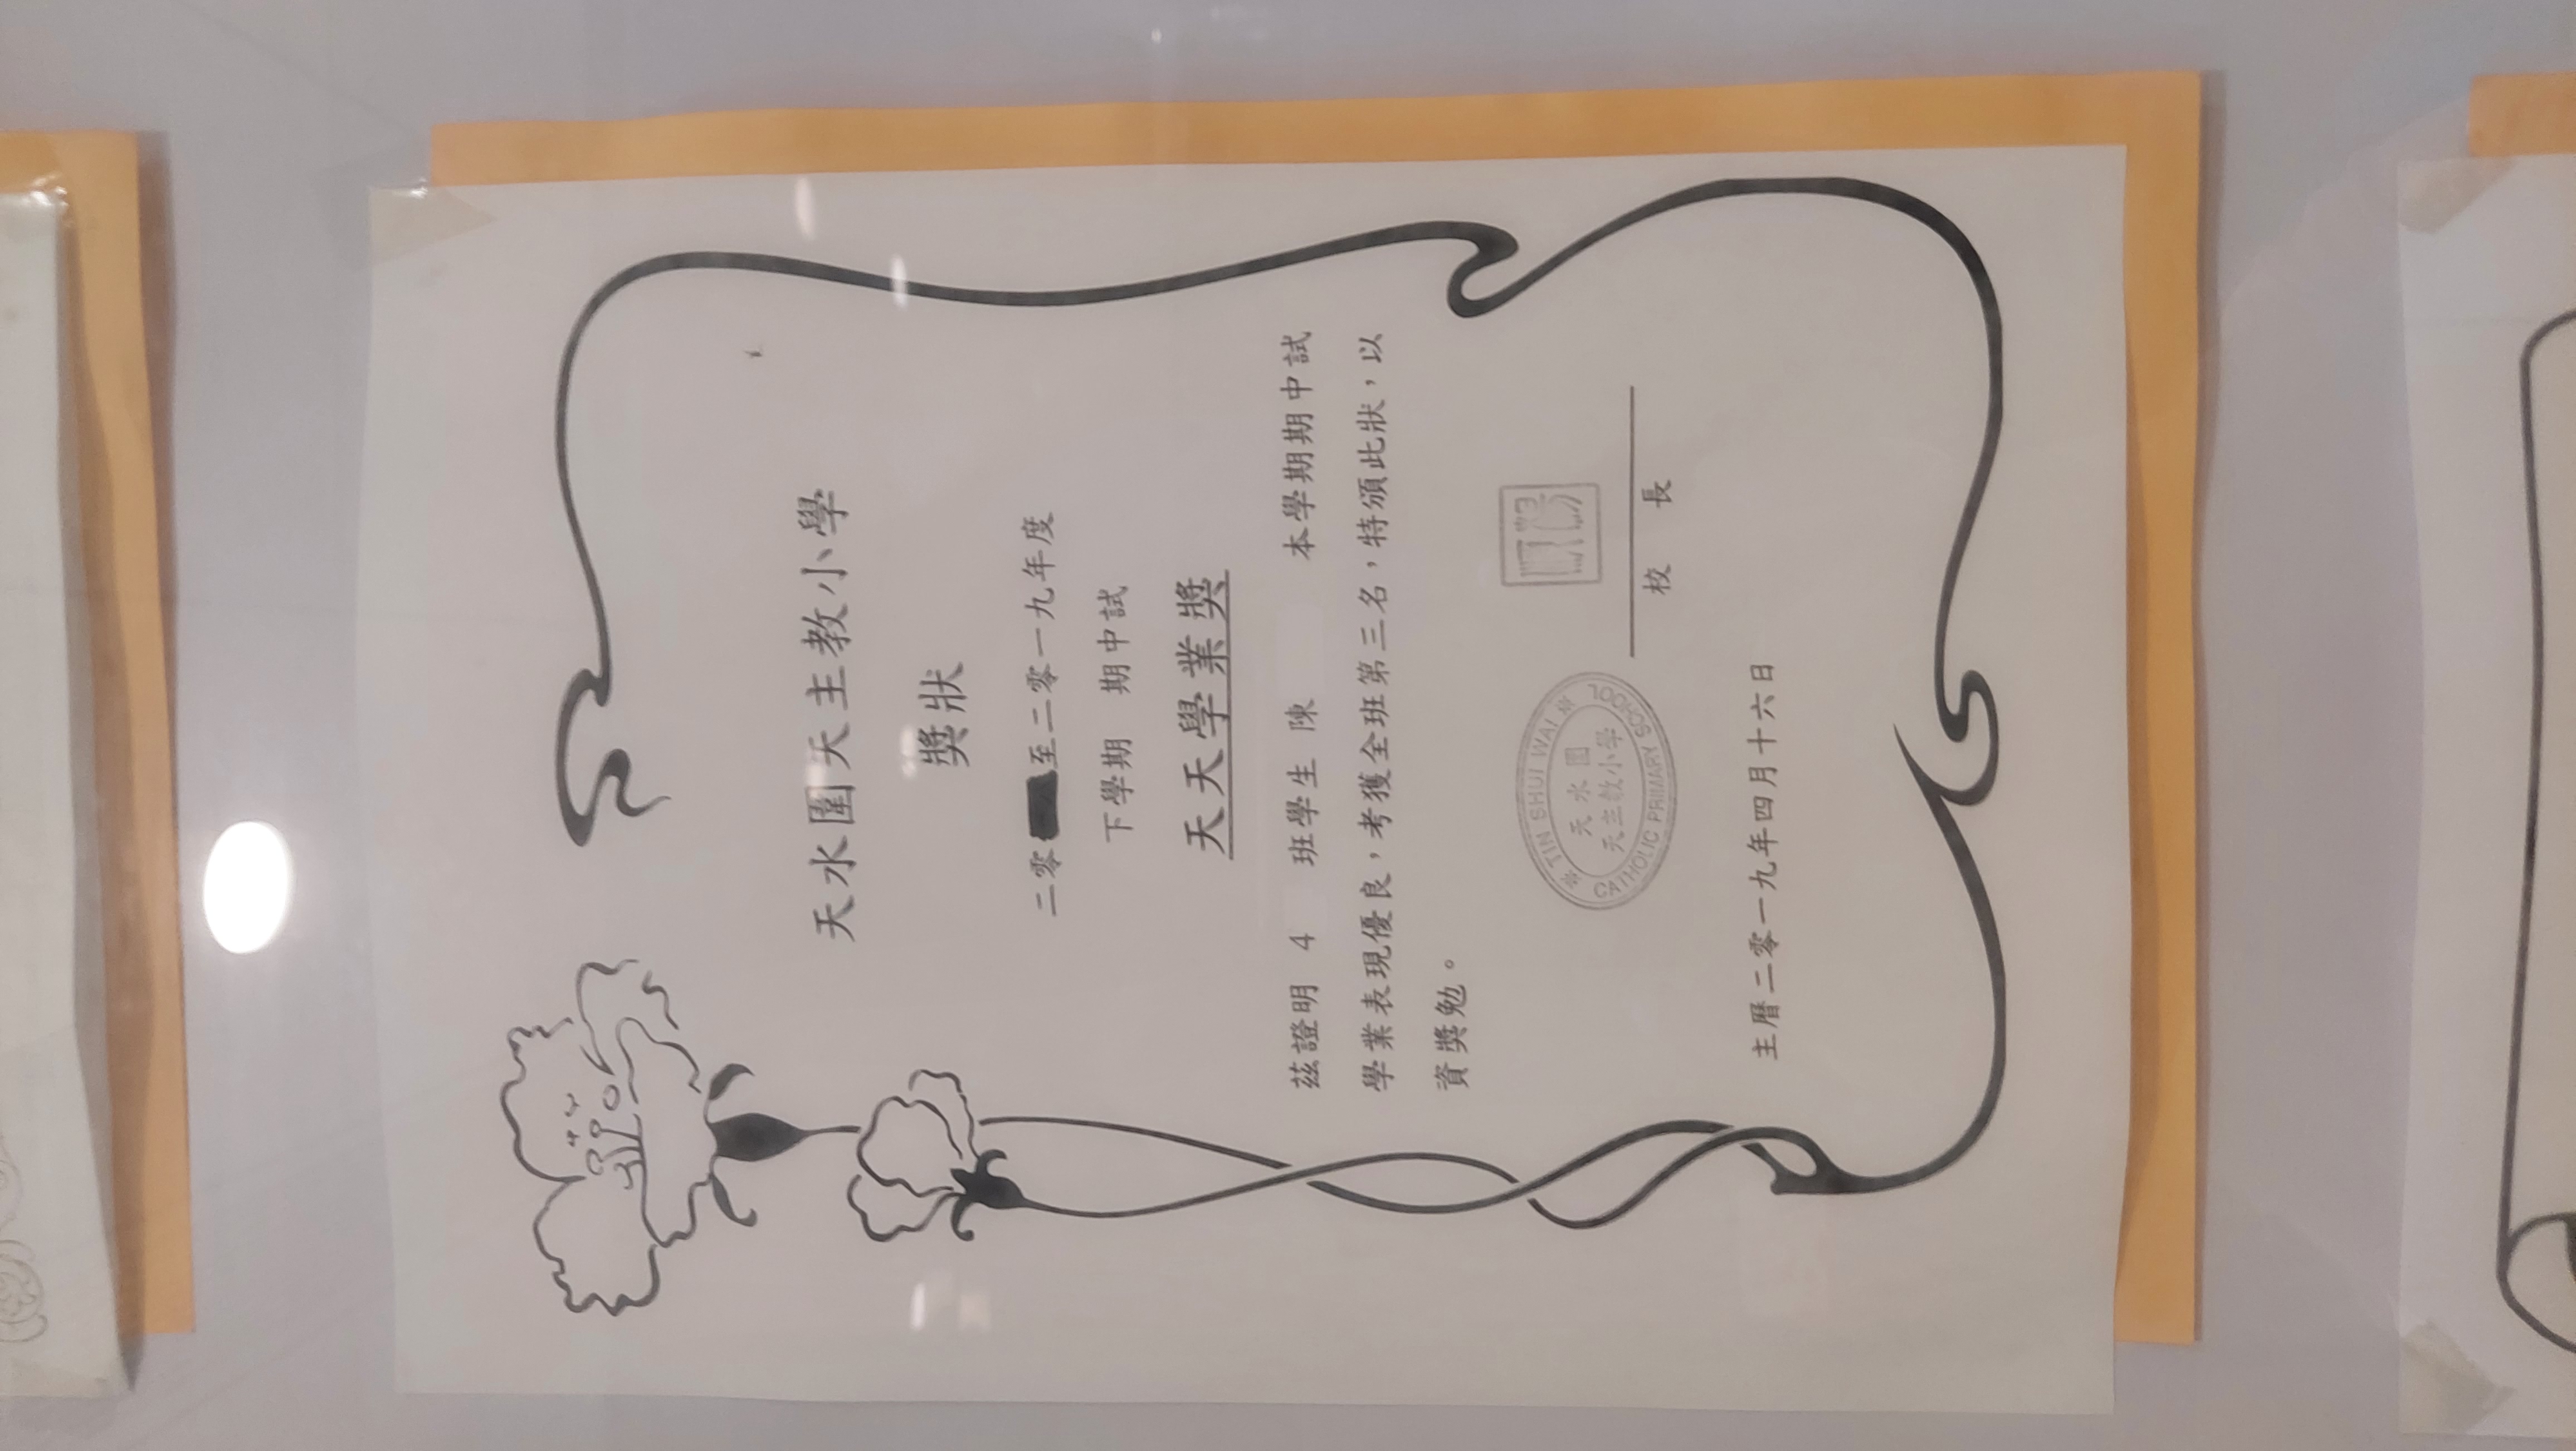 天水圍天主教小學
獎狀
二零 至二零一九年度
下學期 期中試
天天學業獎
茲證明 4 班學生 陳 本學期期中試
學業表現優良，考獲全班第三名，特頒此狀，以
資獎勉。
TIN SHUI WAI
天水圍
天主教小學
CATHOLIC PRIMARY SCHOOL
校 長
主曆二零一九年四月十六日